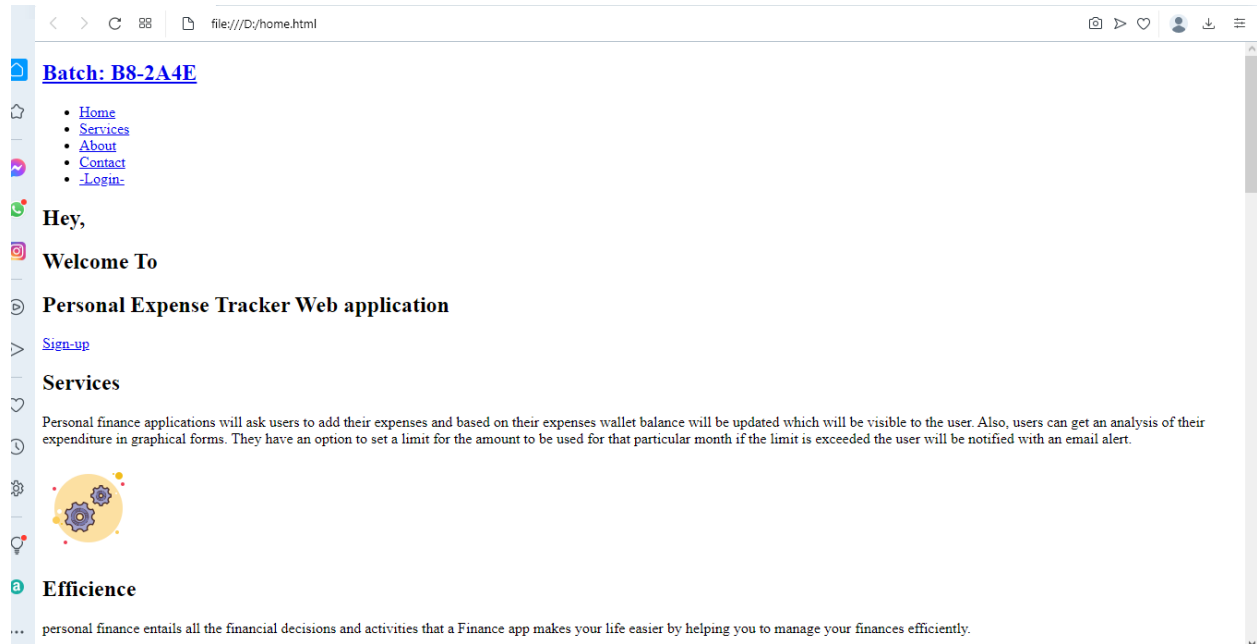 file:///D:/home.html
Batch: B8-2A4E
Home
Services
About
Contact
-Login-
Hey,
Welcome To
Personal Expense Tracker Web application
Sign-up
Services
Personal finance applications will ask users to add their expenses and based on their expenses wallet balance will be updated which will be visible to the user. Also, users can get an analysis of their
expenditure in graphical forms. They have an option to set a limit for the amount to be used for that particular month if the limit is exceeded the user will be notified with an email alert.
Efficience
personal finance entails all the financial decisions and activities that a Finance app makes your life easier by helping you to manage your finances efficiently.